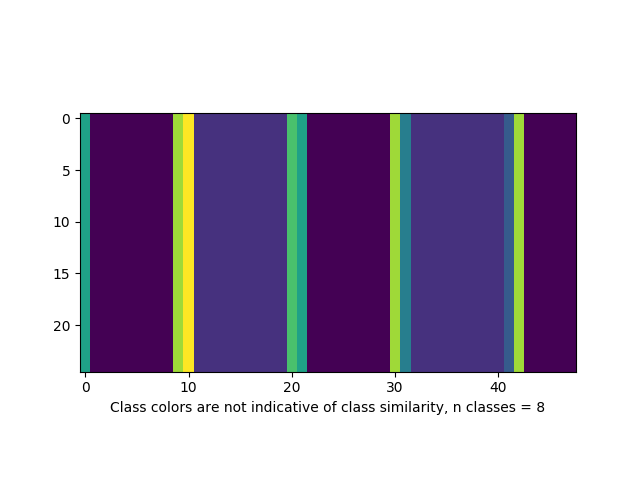 0
5
10
15
20
0 10 20 30 40
Class colors are not indicative of class similarity, n classes = 8